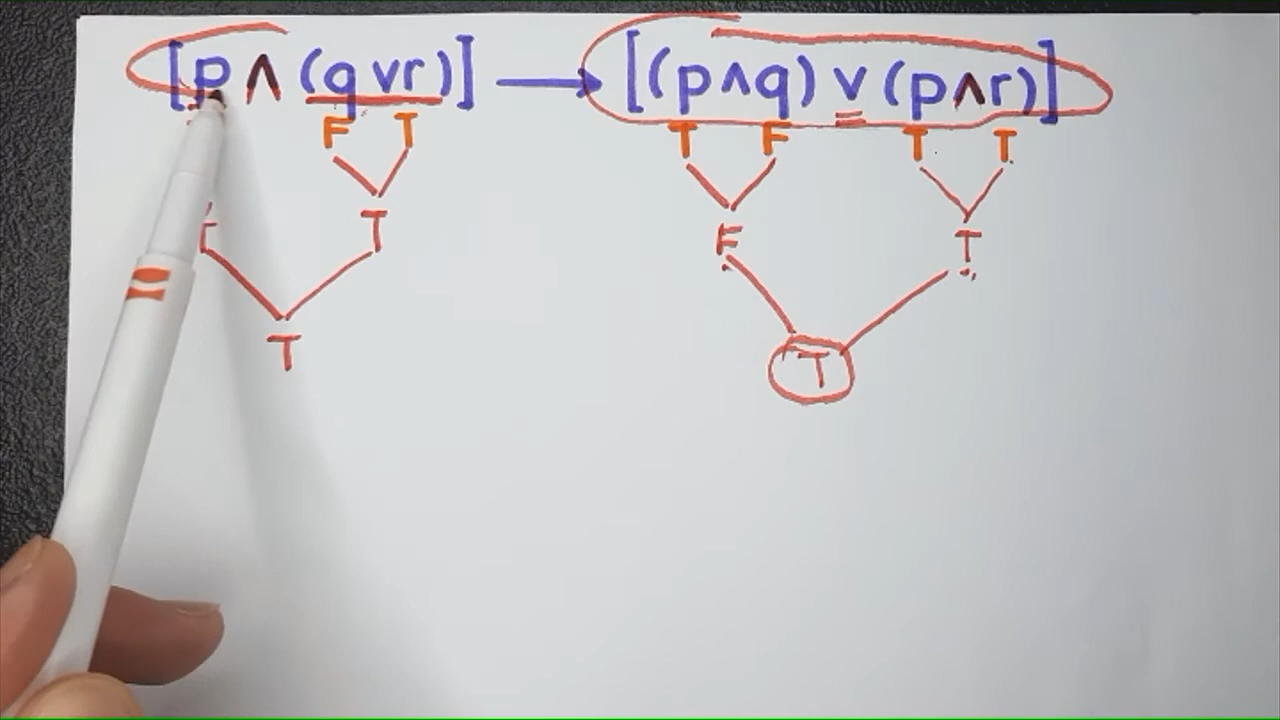 [p ∧ (q ∨ r)] → [(p ∧ q) ∨ (p ∧ r)]
F T T F T T
T F T
T T